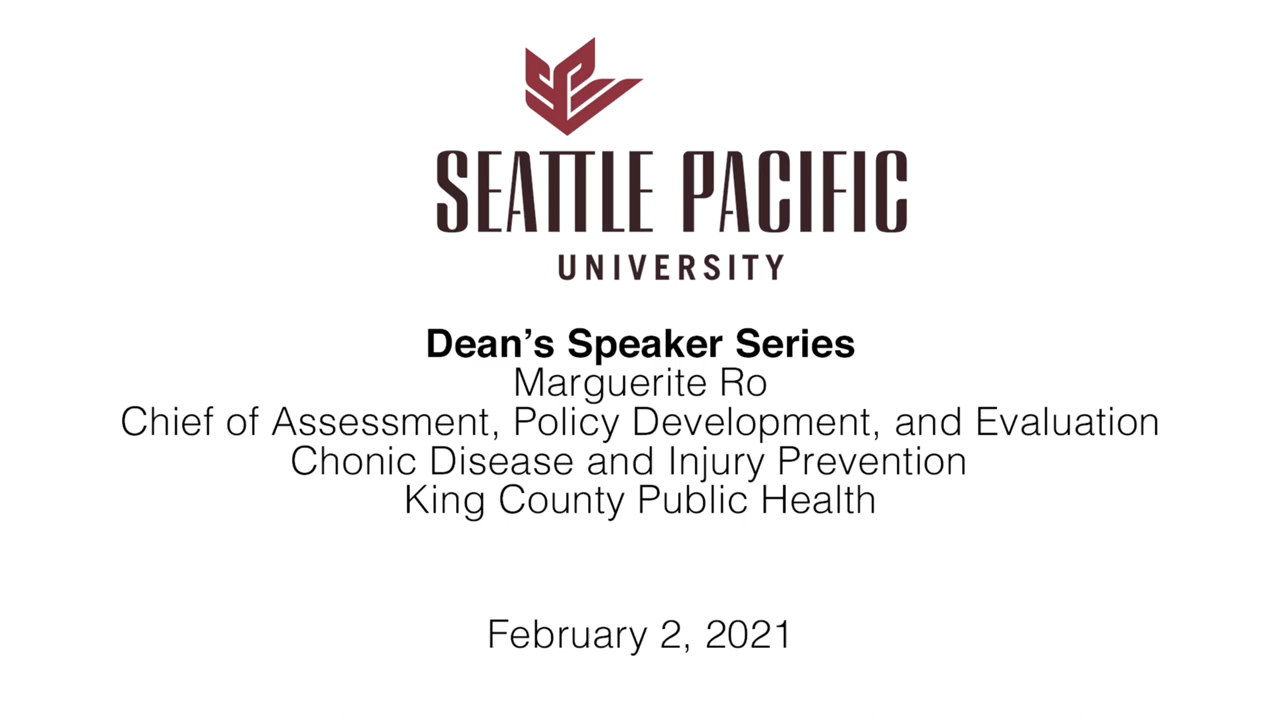 SEATTLE PACIFIC
UNIVERSITY
Dean’s Speaker Series
Marguerite Ro
Chief of Assessment, Policy Development, and Evaluation
Chonic Disease and Injury Prevention
King County Public Health
February 2, 2021